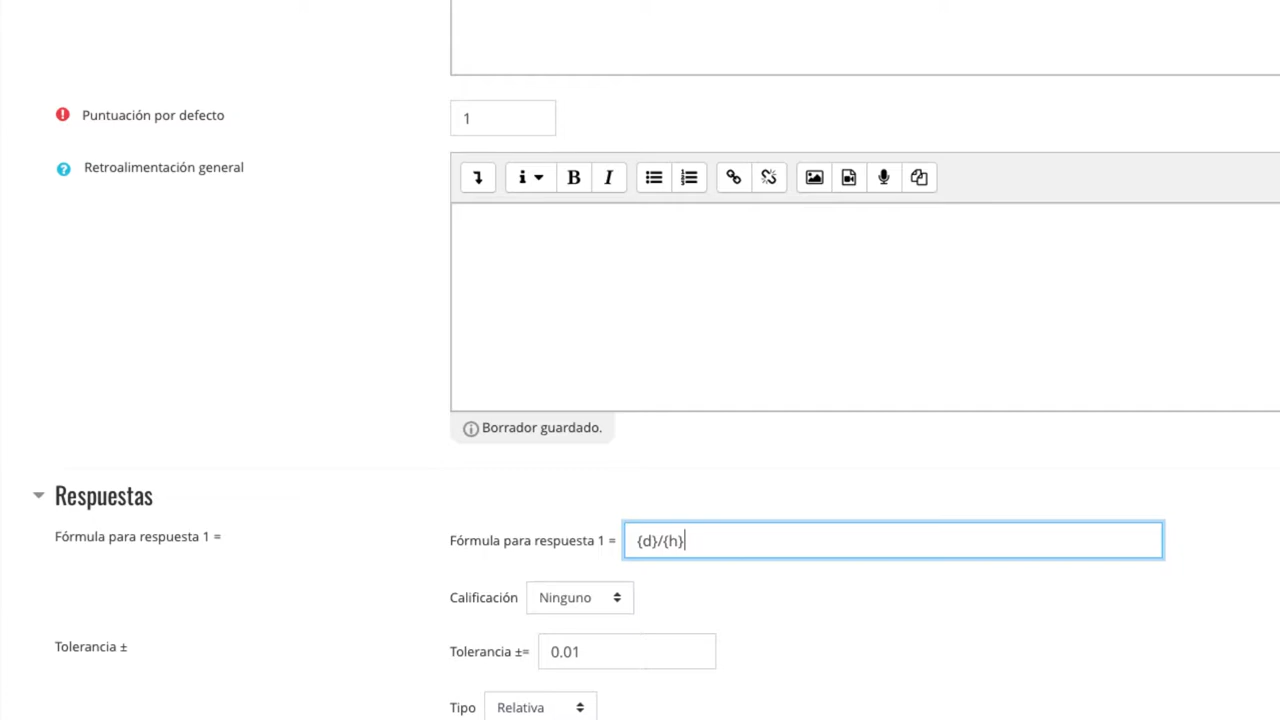 Puntuación por defecto
1
Retroalimentación general
Borrador guardado.
Respuestas
Fórmula para respuesta 1 =
Fórmula para respuesta 1 = {d}/{h}
Calificación Ninguno
Tolerancia ±
Tolerancia ±= 0.01
Tipo Relativa